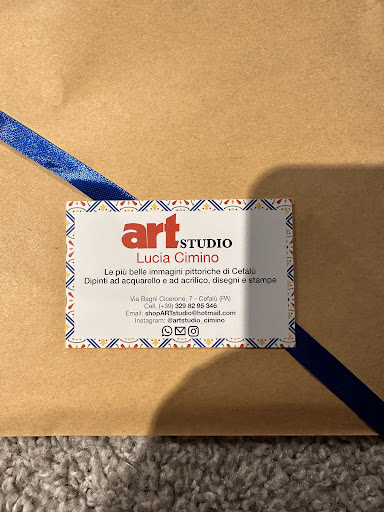 art STUDIO
Lucia Cimino
Le più belle immagini pittoriche di Cefalù
Dipinti ad acquarello e ad acrilico, disegni e stampe
Via Bagni Cicerone, 7 - Cefalù (PA)
Cell. (+39) 329 82 95 346
Email: shopARTstudio@hotmail.com
Instagram: @artstudio_cimino